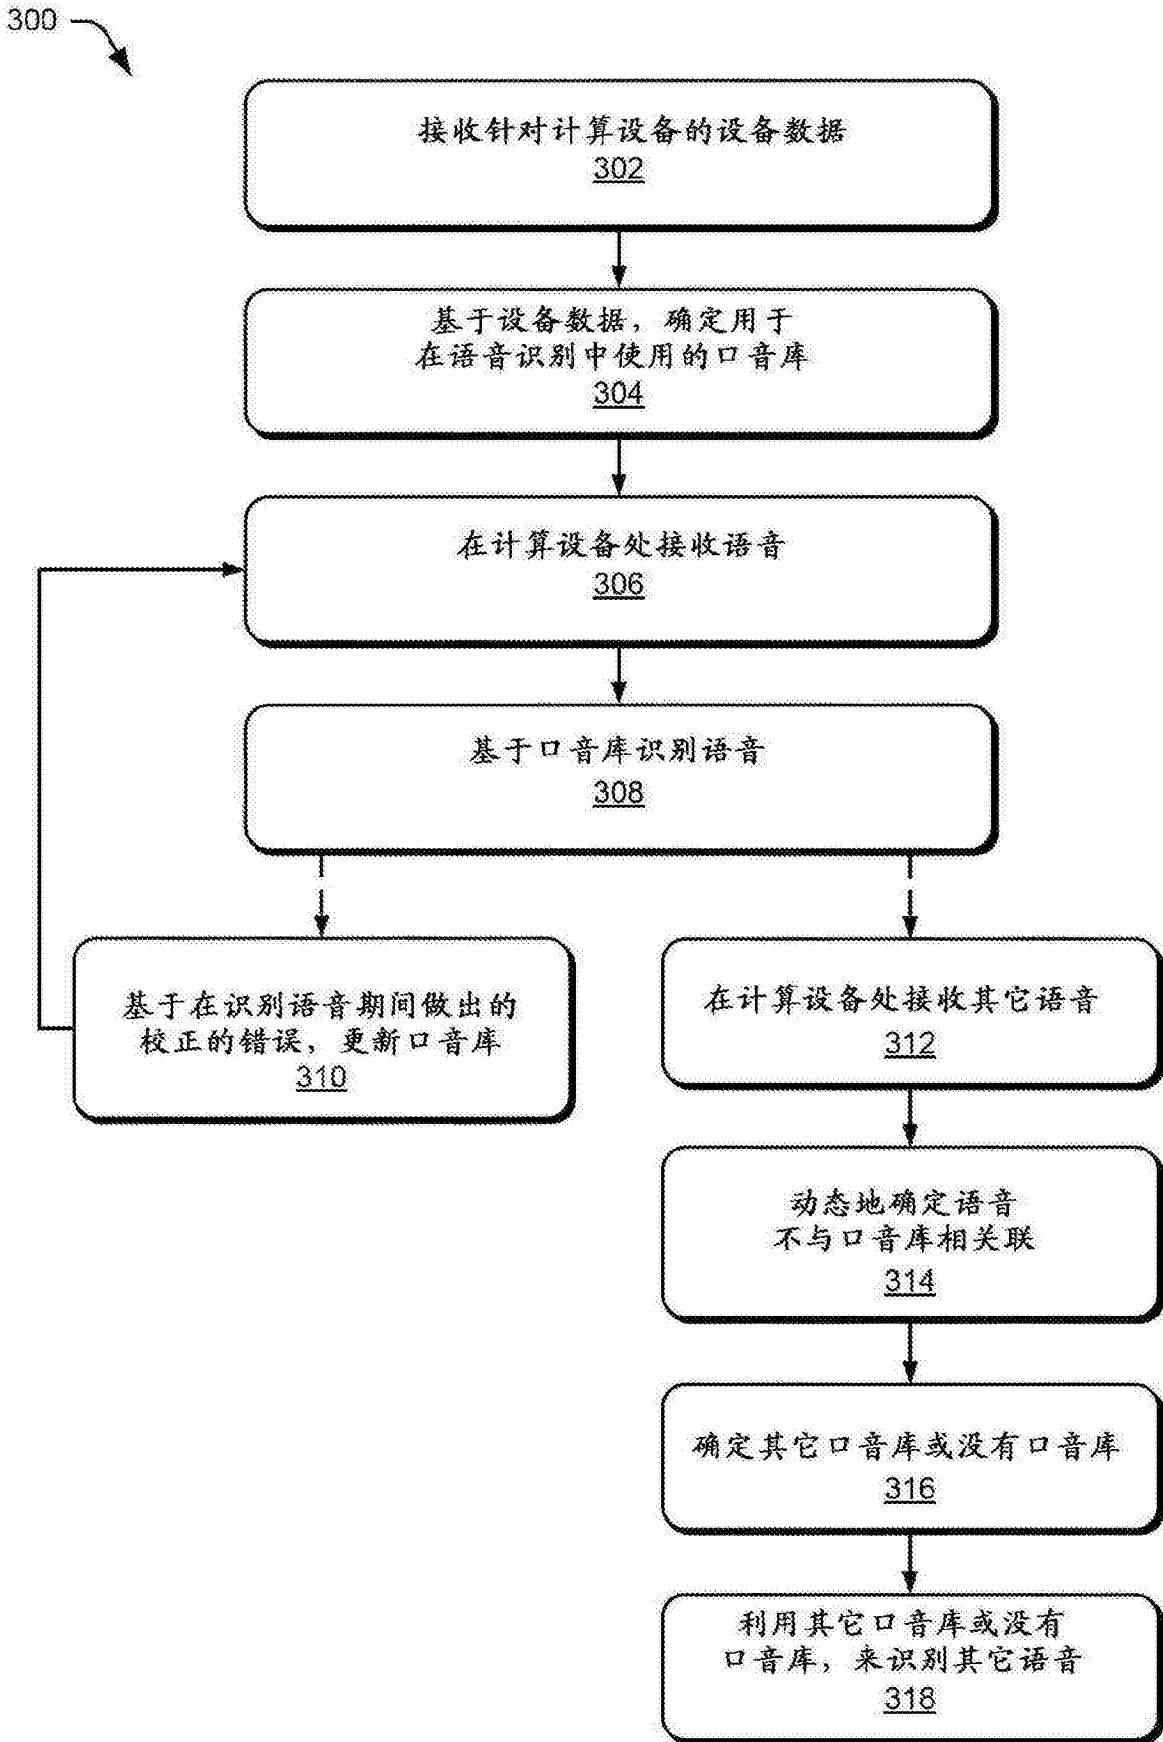 300
接收针对计算设备的设备数据
302
基于设备数据，确定用于
在语音识别中使用的口音库
304
在计算设备处接收语音
306
基于口音库识别语音
308
基于在识别语音期间做出的
校正的错误，更新口音库
310
在计算设备处接收其它语音
312
动态地确定语音
不与口音库相关联
314
确定其它口音库或没有口音库
316
利用其它口音库或没有
口音库，来识别其它语音
318